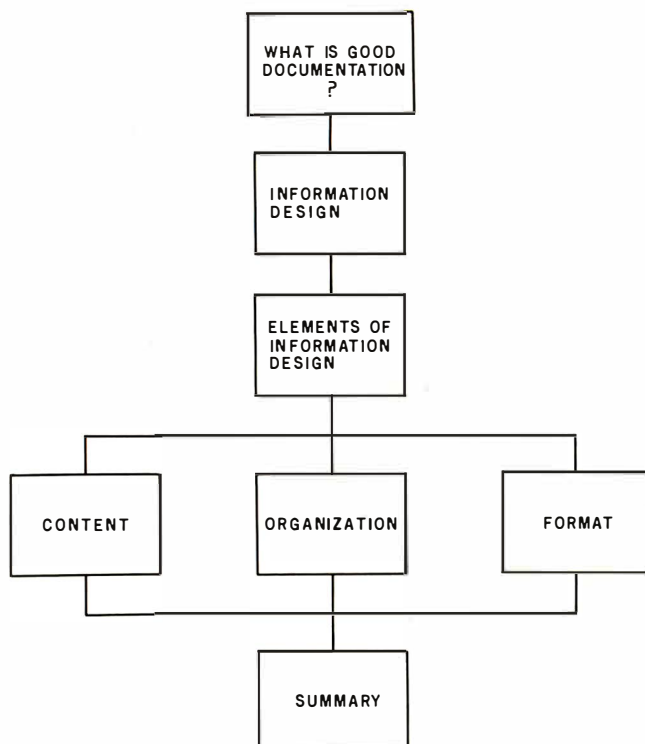 WHAT IS GOOD
DOCUMENTATION
?
INFORMATION
DESIGN
ELEMENTS OF
INFORMATION
DESIGN
CONTENT
ORGANIZATION
FORMAT
SUMMARY